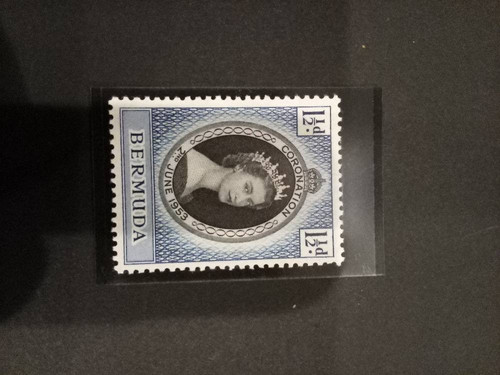 1½d.
1½d.
CORONATION
2ND JUNE 1953
BERMUDA